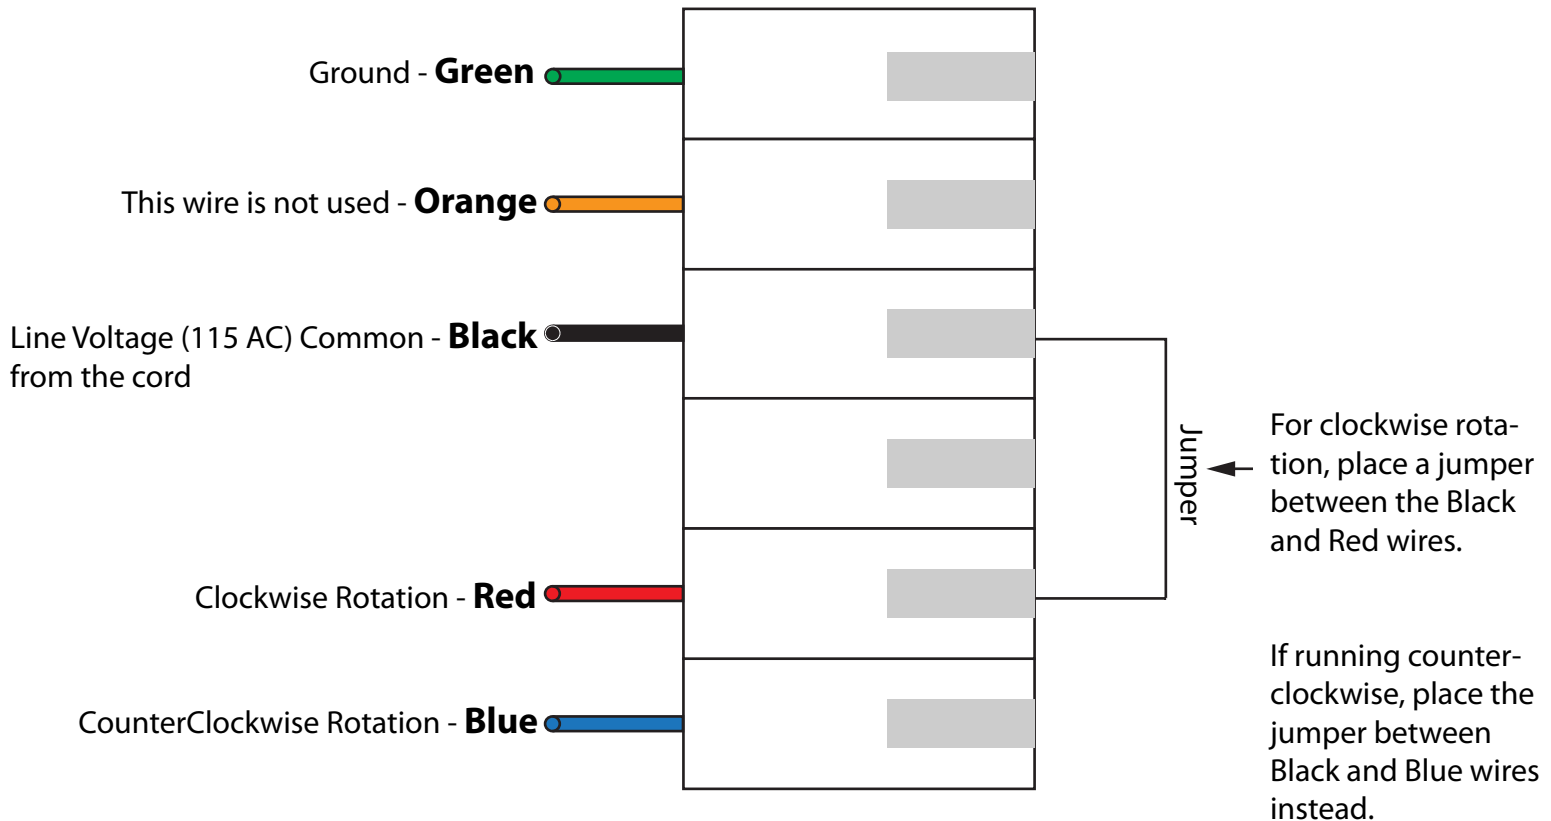 Ground - Green
This wire is not used - Orange
Line Voltage (115 AC) Common - Black
from the cord
Jumper
For clockwise rota-
tion, place a jumper
between the Black
and Red wires.
Clockwise Rotation - Red
If running counter-
clockwise, place the
jumper between
Black and Blue wires
instead.
CounterClockwise Rotation - Blue